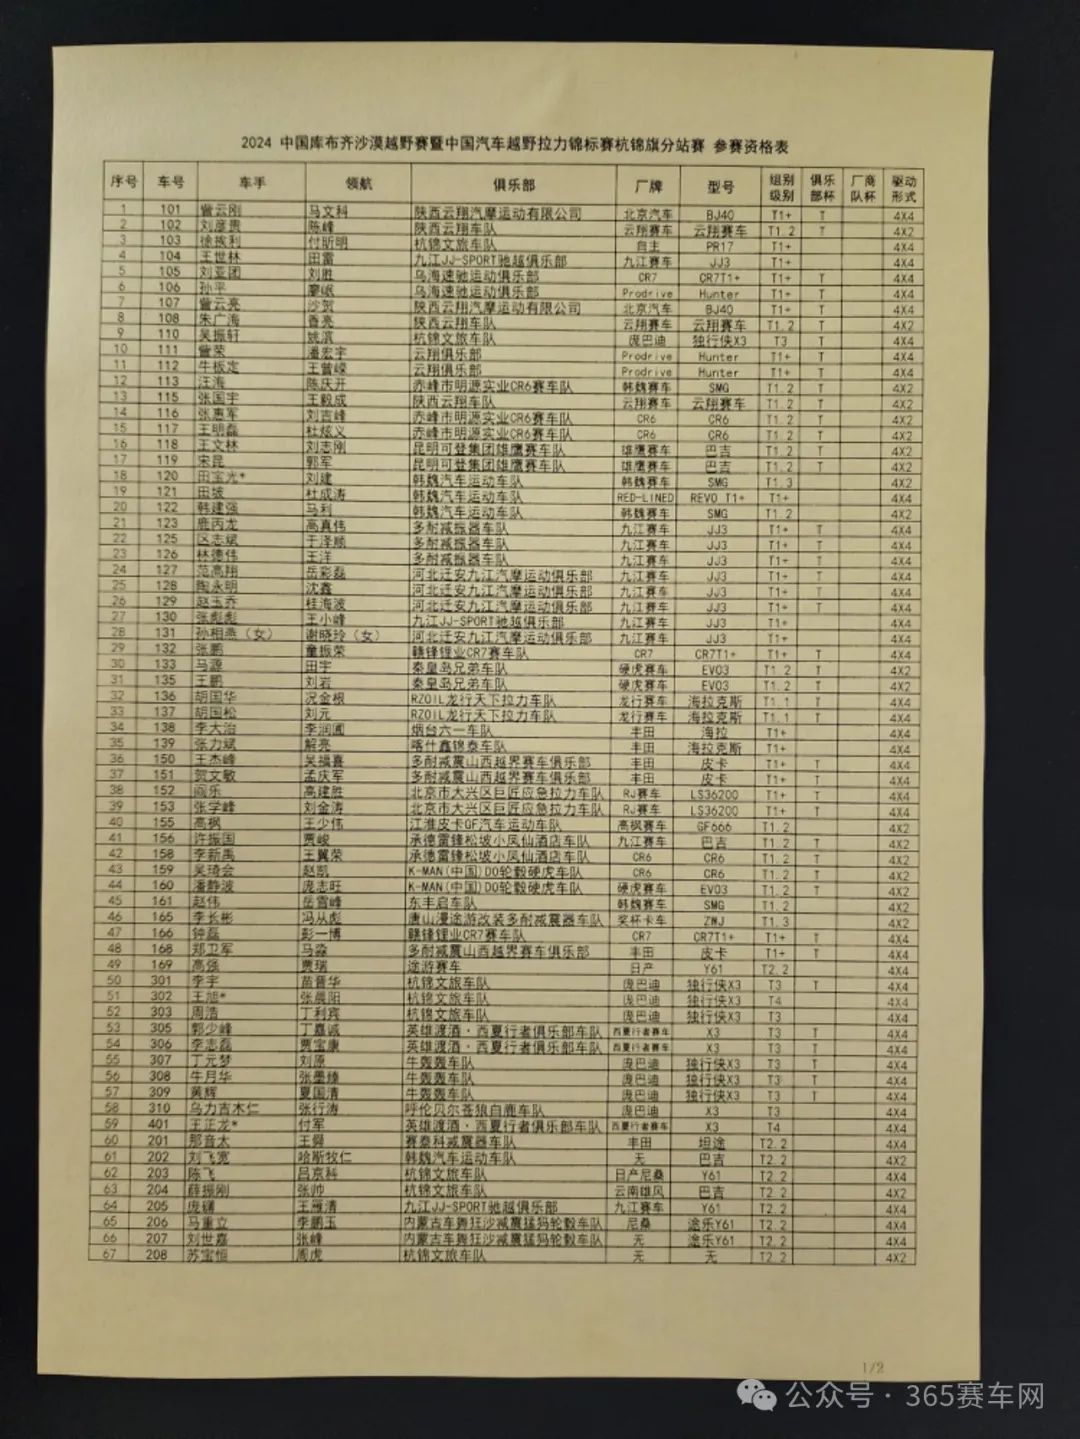 2024 中国库布齐沙漠越野赛暨中国汽车越野拉力锦标赛杭锦旗分站赛 参赛资格表
序号 车号 车手 领航 俱乐部 厂牌 型号 组别级别 俱乐部杯 厂商队杯 驱动形式
1 101 訾云刚 马文科 陕西云翔汽摩运动有限公司 北京汽车 BJ40 T1+ T 4X4
2 102 刘彦贵 陈峰 陕西云翔车队 云翔赛车 云翔赛车 T1.2 T 4X2
3 103 徐挨利 付昕明 杭锦文旅车队 自主 PR17 T1+ 4X4
4 104 王世林 田雷 九江JJ-SPORT驰越俱乐部 九江赛车 JJ3 T1+ 4X4
5 105 刘亚团 刘胜 乌海速驰运动俱乐部 CR7 CR7T1+ T1+ T 4X4
6 106 孙平 廖岷 乌海速驰运动俱乐部 Prodrive Hunter T1+ T 4X4
7 107 訾云亮 沙贺 陕西云翔汽摩运动有限公司 北京汽车 BJ40 T1+ T 4X4
8 108 朱广海 香亮 陕西云翔车队 云翔赛车 云翔赛车 T1.2 T 4X2
9 110 吴振轩 姚滨 杭锦文旅车队 庞巴迪 独行侠X3 T3 T 4X4
10 111 訾荣 潘宏宇 云翔俱乐部 Prodrive Hunter T1+ T 4X4
11 112 牛板定 王訾嵘 云翔俱乐部 Prodrive Hunter T1+ T 4X4
12 113 汪海 陈庆开 赤峰市明源实业CR6赛车队 韩魏赛车 SMG T1.2 T 4X2
13 115 张国宇 王毅成 陕西云翔车队 云翔赛车 云翔赛车 T1.2 T 4X2
14 116 张惠军 刘吉峰 赤峰市明源实业CR6赛车队 CR6 CR6 T1.2 T 4X2
15 117 王明磊 杜炫义 赤峰市明源实业CR6赛车队 CR6 CR6 T1.2 T 4X2
16 118 王文林 刘志刚 昆明可登集团雄鹰赛车队 雄鹰赛车 巴吉 T1.2 T 4X2
17 119 宋昆 郭军 昆明可登集团雄鹰赛车队 雄鹰赛车 巴吉 T1.2 T 4X2
18 120 田宝光* 刘建 韩魏汽车运动车队 韩魏赛车 SMG T1.3 4X2
19 121 田坡 杜成涛 韩魏汽车运动车队 RED-LINED REVO T1+ T1+ 4X4
20 122 韩建强 马利 韩魏汽车运动车队 韩魏赛车 SMG T1.2 4X2
21 123 鹿丙龙 高真伟 多耐减振器车队 九江赛车 JJ3 T1+ T 4X4
22 125 区志斌 于泽顺 多耐减振器车队 九江赛车 JJ3 T1+ T 4X4
23 126 林德伟 王洋 多耐减振器车队 九江赛车 JJ3 T1+ T 4X4
24 127 范高翔 岳彩磊 河北迁安九江汽摩运动俱乐部 九江赛车 JJ3 T1+ T 4X4
25 128 陶永明 沈鑫 河北迁安九江汽摩运动俱乐部 九江赛车 JJ3 T1+ T 4X4
26 129 赵玉乔 桂海波 河北迁安九江汽摩运动俱乐部 九江赛车 JJ3 T1+ T 4X4
27 130 张彪彪 王小峰 九江JJ-SPORT驰越俱乐部 九江赛车 JJ3 T1+ 4X4
28 131 孙相燕（女） 谢晓玲（女） 河北迁安九江汽摩运动俱乐部 九江赛车 JJ3 T1+ 4X4
29 132 张鹏 童振荣 赣锋锂业CR7赛车队 CR7 CR7T1+ T1+ T 4X4
30 133 马源 田宇 秦皇岛兄弟车队 硬虎赛车 EVO3 T1.2 T 4X2
31 135 王鹏 刘岩 秦皇岛兄弟车队 硬虎赛车 EVO3 T1.2 T 4X2
32 136 胡国华 况金根 RZOIL龙行天下拉力车队 龙行赛车 海拉克斯 T1.1 T 4X4
33 137 胡国松 刘元 RZOIL龙行天下拉力车队 龙行赛车 海拉克斯 T1.1 T 4X4
34 138 李大治 李润圃 烟台六一车队 丰田 海拉 T1+ 4X4
35 139 张力斌 解亮 喀什鑫锦泰车队 丰田 海拉克斯 T1+ 4X4
36 150 王杰峰 吴福喜 多耐减震山西越界赛车俱乐部 丰田 皮卡 T1+ T 4X4
37 151 贺文敏 孟庆军 多耐减震山西越界赛车俱乐部 丰田 皮卡 T1+ T 4X4
38 152 阎乐 高建胜 北京市大兴区巨匠应急拉力车队 RJ赛车 LS36200 T1+ T 4X4
39 153 张学峰 刘金涛 北京市大兴区巨匠应急拉力车队 RJ赛车 LS36200 T1+ T 4X4
40 155 高枫 王少伟 江淮皮卡GF汽车运动车队 高枫赛车 GF666 T1.2 4X2
41 156 许振国 贾峻 承德雷锋松坡小凤仙酒店车队 九江赛车 巴吉 T1.2 T 4X2
42 158 李新禹 王翼荣 承德雷锋松坡小凤仙酒店车队 CR6 CR6 T1.2 T 4X2
43 159 吴琦会 赵凯 K-MAN(中国)DO轮毂硬虎车队 CR6 CR6 T1.2 T 4X2
44 160 潘静波 庞志旺 K-MAN(中国)DO轮毂硬虎车队 硬虎赛车 EVO3 T1.2 T 4X2
45 161 赵伟 岳雪峰 东丰启车队 韩魏赛车 SMG T1.2 4X2
46 165 李长彬 冯从彪 唐山漫途游改装多耐减震器车队 奖杯卡车 ZWJ T1.3 4X2
47 166 钟磊 彭一博 赣锋锂业CR7赛车队 CR7 CR7T1+ T1+ T 4X4
48 168 郑卫军 马淼 多耐减震山西越界赛车俱乐部 丰田 皮卡 T1+ T 4X4
49 169 高强 贾瑞 途游赛车 日产 Y61 T2.2 4X4
50 301 李宇 苗晋华 杭锦文旅车队 庞巴迪 独行侠X3 T3 T 4X4
51 302 王旭* 张晨阳 杭锦文旅车队 庞巴迪 独行侠X3 T4 4X4
52 303 周浩 丁利宾 杭锦文旅车队 庞巴迪 独行侠X3 T3 4X4
53 305 郭少峰 丁嘉诚 英雄渡酒·西夏行者俱乐部车队 西夏行者赛车 X3 T3 T 4X4
54 306 李志磊 贾宝康 英雄渡酒·西夏行者俱乐部车队 西夏行者赛车 X3 T3 T 4X4
55 307 丁元梦 刘原 牛轰轰车队 庞巴迪 独行侠X3 T3 T 4X4
56 308 牛月华 张墨臻 牛轰轰车队 庞巴迪 独行侠X3 T3 T 4X4
57 309 黄辉 夏国清 牛轰轰车队 庞巴迪 独行侠X3 T3 T 4X4
58 310 乌力吉木仁 张行涛 呼伦贝尔苍狼白鹿车队 庞巴迪 X3 T3 4X4
59 401 王正龙* 付军 英雄渡酒·西夏行者俱乐部车队 西夏行者赛车 X3 T4 4X4
60 201 那音太 王舜 赛泰科减震器车队 丰田 坦途 T2.2 4X4
61 202 刘飞宽 哈斯牧仁 韩魏汽车运动车队 无 巴吉 T2.2 4X2
62 203 陈飞 吕京科 杭锦文旅车队 日产尼桑 Y61 T2.2 4X4
63 204 薛振刚 张帅 杭锦文旅车队 云南雄风 巴吉 T2.2 4X2
64 205 庞礴 王雁清 九江JJ-SPORT驰越俱乐部 九江赛车 Y61 T2.2 4X4
65 206 马重立 李鹏玉 内蒙古车舞狂沙减震猛犸轮毂车队 尼桑 途乐Y61 T2.2 4X4
66 207 刘世嘉 张峰 内蒙古车舞狂沙减震猛犸轮毂车队 无 途乐Y61 T2.2 4X4
67 208 苏宝恒 周虎 杭锦文旅车队 无 无 T2.2 4X2
1/2
公众号·365赛车网